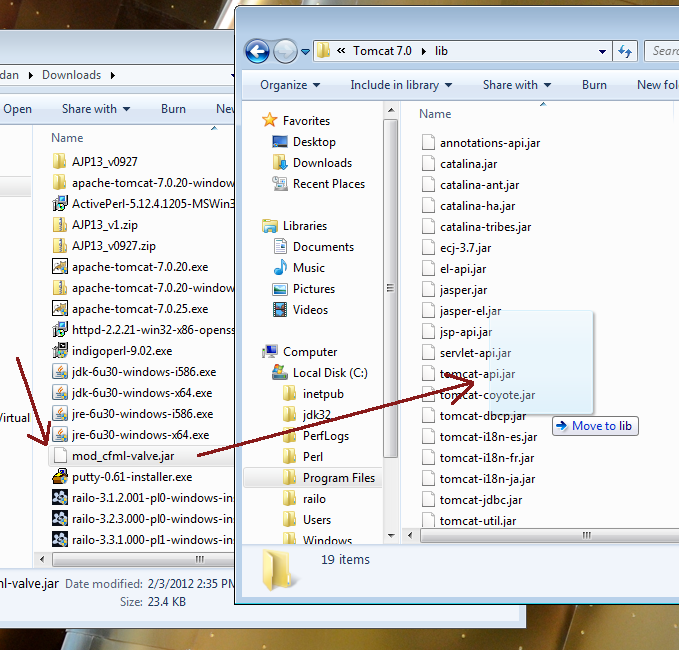 dan ▸ Downloads ▸
Open Share with Burn New
Name
AJP13_v0927
apache-tomcat-7.0.20-window
ActivePerl-5.12.4.1205-MSWin3
AJP13_v1.zip
AJP13_v0927.zip
apache-tomcat-7.0.20.exe
apache-tomcat-7.0.20-window
apache-tomcat-7.0.25.exe
httpd-2.2.21-win32-x86-openss
indigoperl-9.02.exe
jdk-6u30-windows-i586.exe
jdk-6u30-windows-x64.exe
jre-6u30-windows-i586.exe
Virtual
jre-6u30-windows-x64.exe
mod_cfml-valve.jar
putty-0.61-installer.exe
railo-3.1.2.001-pl0-windows-in
railo-3.2.3.000-pl0-windows-in
railo-3.3.1.000-pl1-windows-in
ml-valve.jar Date modified: 2/3/2012 2:35 PM
Size: 23.4 KB
« Tomcat 7.0 ▸ lib
Sear
Organize Include in library Share with Burn New fol
Favorites
Desktop
Downloads
Recent Places
Libraries
Documents
Music
Pictures
Videos
Computer
Local Disk (C:)
inetpub
jdk32
PerfLogs
Perl
Program Files
railo
Users
Windows
Name
annotations-api.jar
catalina.jar
catalina-ant.jar
catalina-ha.jar
catalina-tribes.jar
ecj-3.7.jar
el-api.jar
jasper.jar
jasper-el.jar
jsp-api.jar
servlet-api.jar
tomcat-api.jar
tomcat-coyote.jar
tomcat-dbcp.jar
Move to lib
tomcat-i18n-es.jar
tomcat-i18n-fr.jar
tomcat-i18n-ja.jar
tomcat-jdbc.jar
tomcat-util.jar
19 items